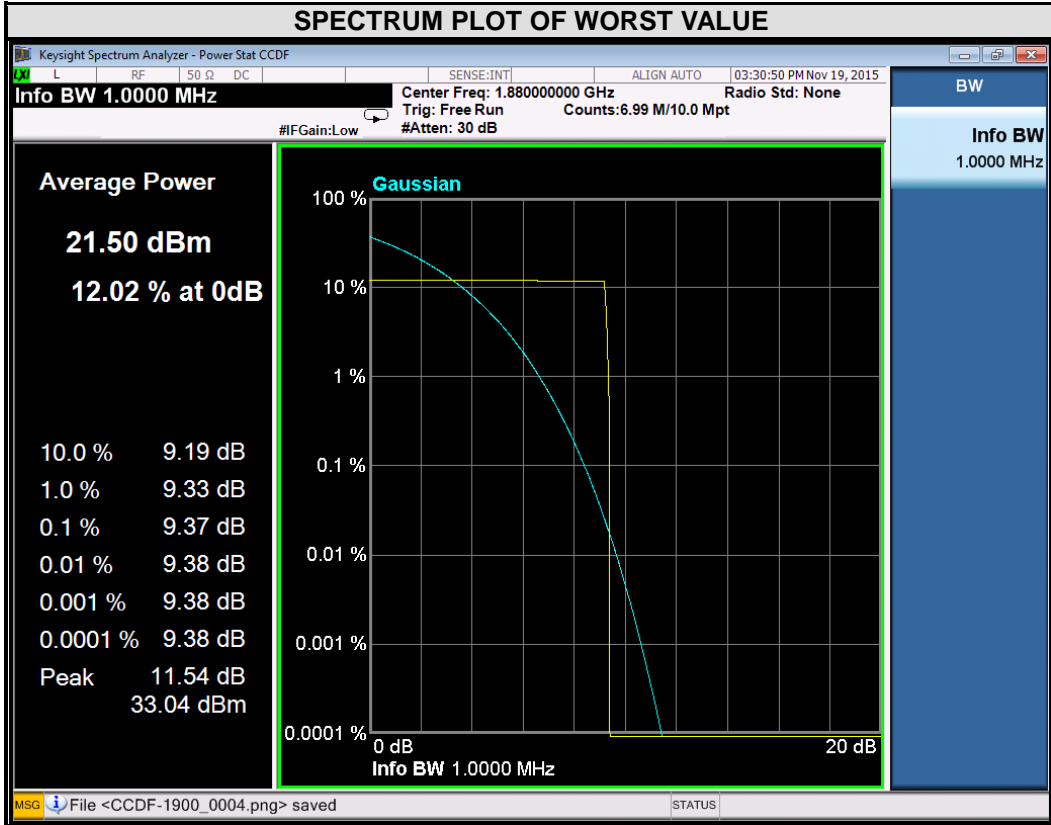 SPECTRUM PLOT OF WORST VALUE
Keysight Spectrum Analyzer - Power Stat CCDF
LXI L RF 50 Ω DC SENSE:INT ALIGN AUTO 03:30:50 PM Nov 19, 2015
Info BW 1.0000 MHz
Center Freq: 1.880000000 GHz Radio Std: None
Trig: Free Run Counts:6.99 M/10.0 Mpt
#IFGain:Low #Atten: 30 dB
BW
Info BW
1.0000 MHz
Average Power
21.50 dBm
12.02 % at 0dB
10.0 % 9.19 dB
1.0 % 9.33 dB
0.1 % 9.37 dB
0.01 % 9.38 dB
0.001 % 9.38 dB
0.0001 % 9.38 dB
Peak 11.54 dB
33.04 dBm
Gaussian
100 %
10 %
1 %
0.1 %
0.01 %
0.001 %
0.0001 %
0 dB 20 dB
Info BW 1.0000 MHz
MSG File <CCDF-1900_0004.png> saved STATUS